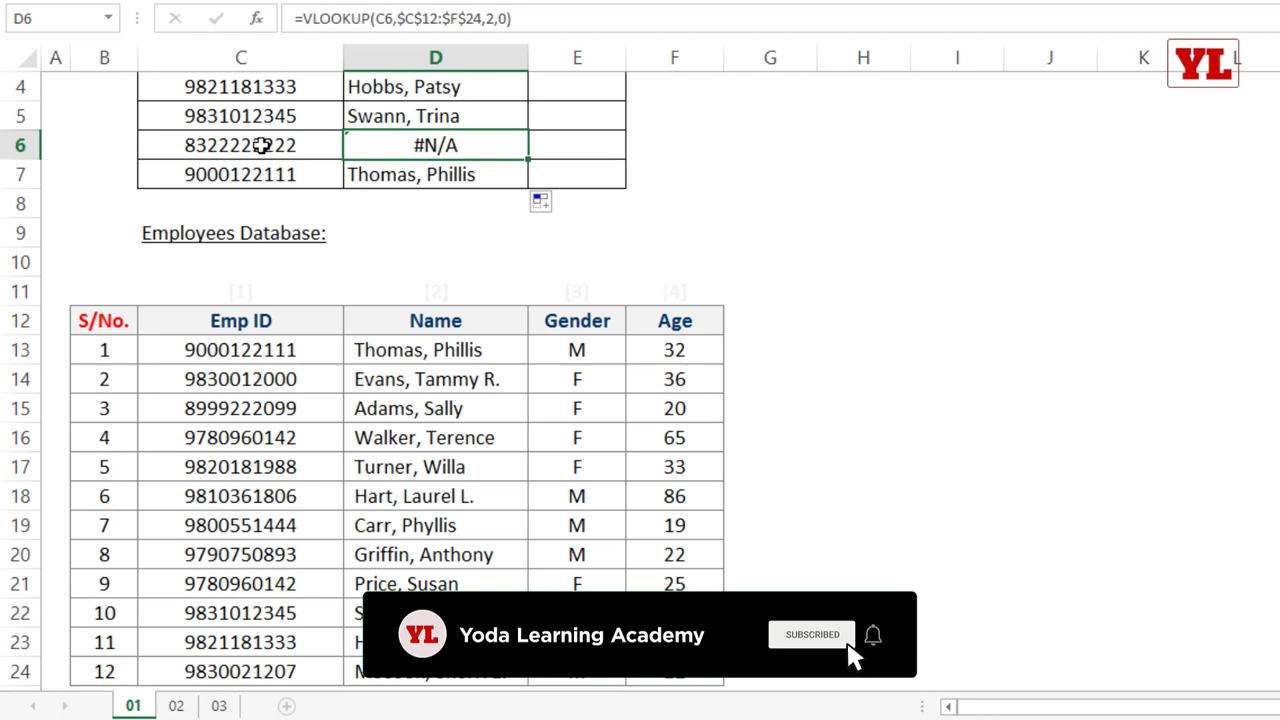 D6 fx =VLOOKUP(C6,$C$12:$F$24,2,0)
A B C D E F G H I J K L
YL
4 9821181333 Hobbs, Patsy
5 9831012345 Swann, Trina
6 8322222222 #N/A
7 9000122111 Thomas, Phillis
8
9 Employees Database:
10
11 [1] [2] [3] [4]
12 S/No. Emp ID Name Gender Age
13 1 9000122111 Thomas, Phillis M 32
14 2 9830012000 Evans, Tammy R. F 36
15 3 8999222099 Adams, Sally F 20
16 4 9780960142 Walker, Terence F 65
17 5 9820181988 Turner, Willa F 33
18 6 9810361806 Hart, Laurel L. M 86
19 7 9800551444 Carr, Phyllis M 19
20 8 9790750893 Griffin, Anthony M 22
21 9 9780960142 Price, Susan F 25
22 10 9831012345
23 11 9821181333
24 12 9830021207
YL Yoda Learning Academy SUBSCRIBED
01 02 03